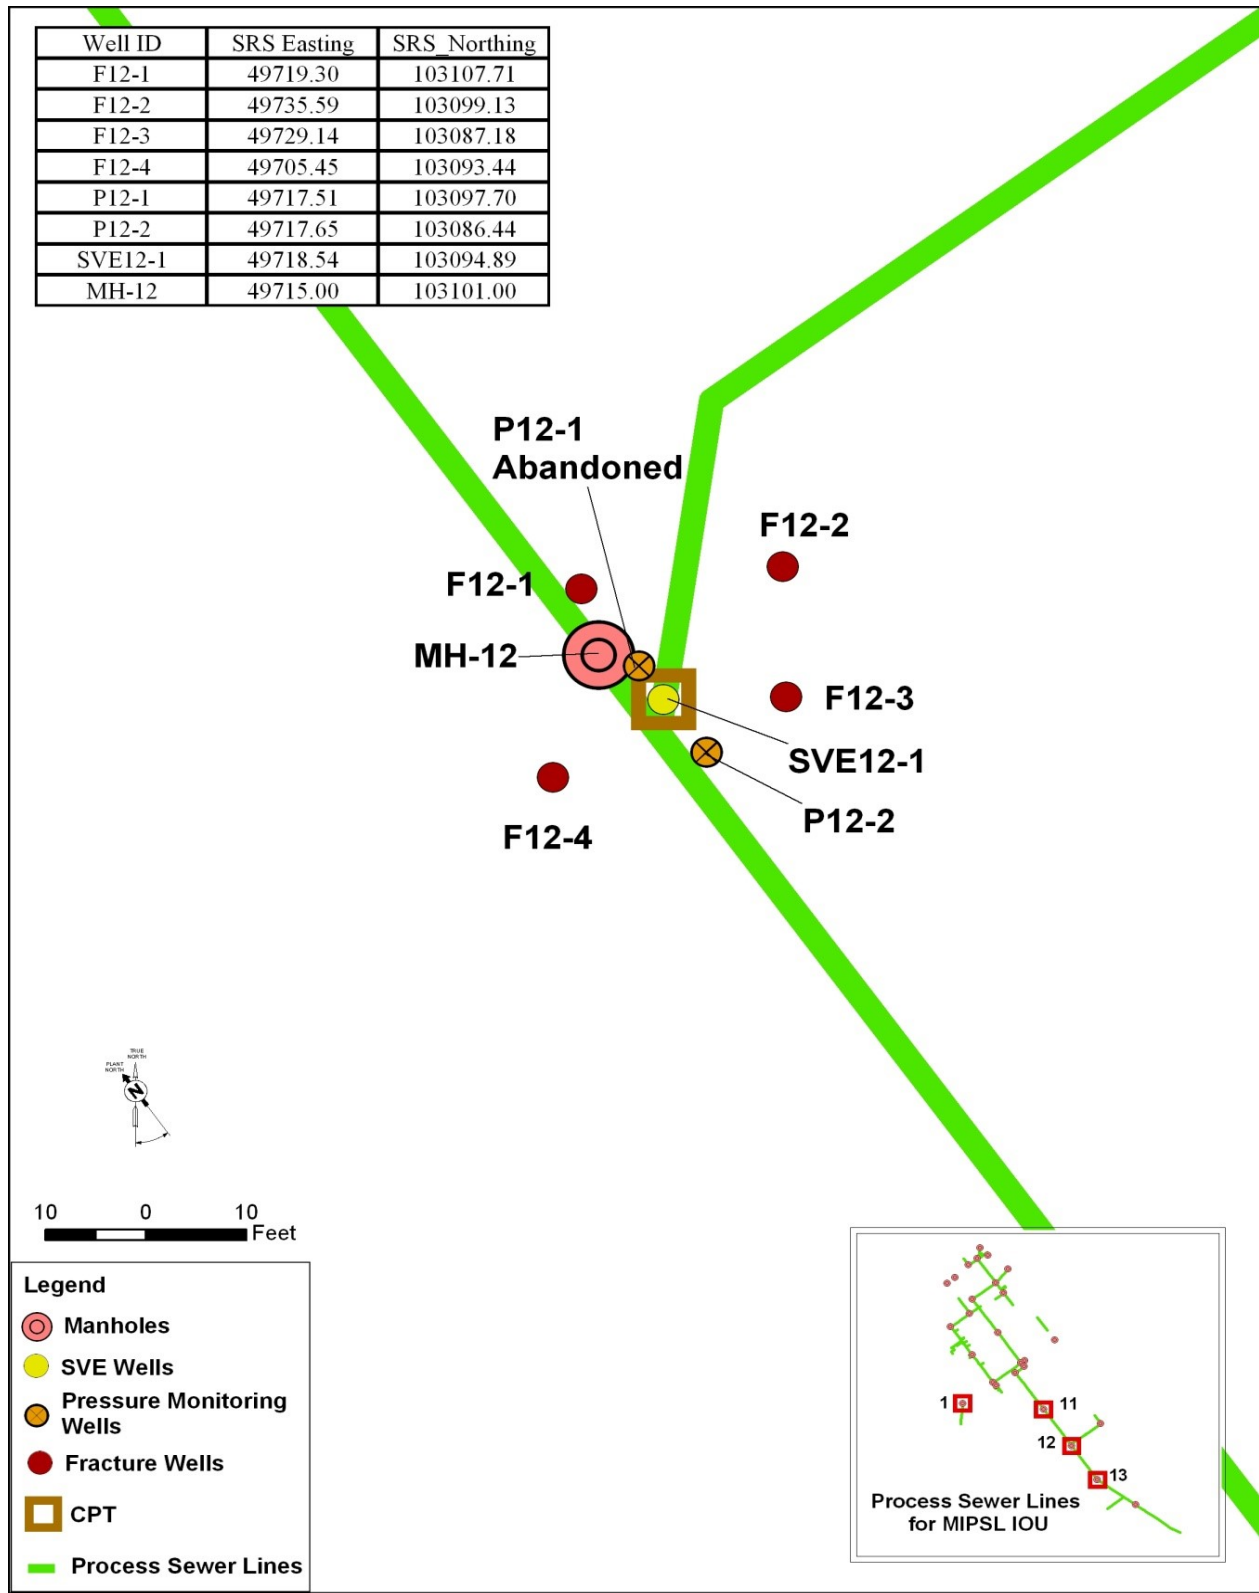 Well ID SRS Easting SRS_Northing
F12-1 49719.30 103107.71
F12-2 49735.59 103099.13
F12-3 49729.14 103087.18
F12-4 49705.45 103093.44
P12-1 49717.51 103097.70
P12-2 49717.65 103086.44
SVE12-1 49718.54 103094.89
MH-12 49715.00 103101.00
P12-1
Abandoned
F12-2
F12-1
MH-12
F12-3
SVE12-1
P12-2
F12-4
TRUE
NORTH
PLANT
NORTH
N
10 0 10
Feet
Legend
Manholes
SVE Wells
Pressure Monitoring
Wells
Fracture Wells
CPT
Process Sewer Lines
1
11
12
13
Process Sewer Lines
for MIPSL IOU